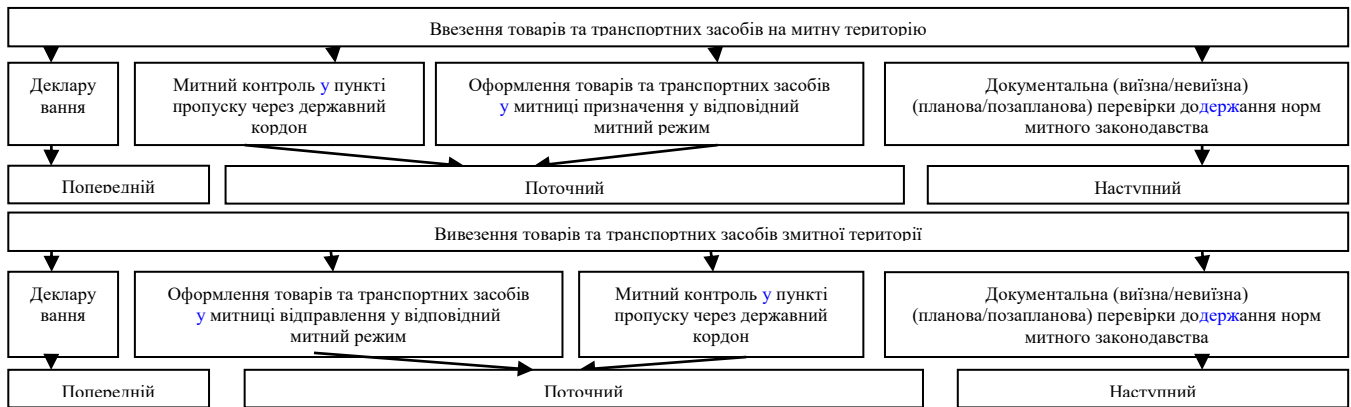 Ввезення товарів та транспортних засобів на митну територію
Деклару
вання
Митний контроль у пункті
пропуску через державний
кордон
Оформлення товарів та транспортних засобів
у митниці призначення у відповідний
митний режим
Документальна (виїзна/невиїзна)
(планова/позапланова) перевірки додержання норм
митного законодавства
Попередній
Поточний
Наступний
Вивезення товарів та транспортних засобів змитної території
Деклару
вання
Оформлення товарів та транспортних засобів
у митниці відправлення у відповідний
митний режим
Митний контроль у пункті
пропуску через державний
кордон
Документальна (виїзна/невиїзна)
(планова/позапланова) перевірки додержання норм
митного законодавства
Попередній
Поточний
Наступний